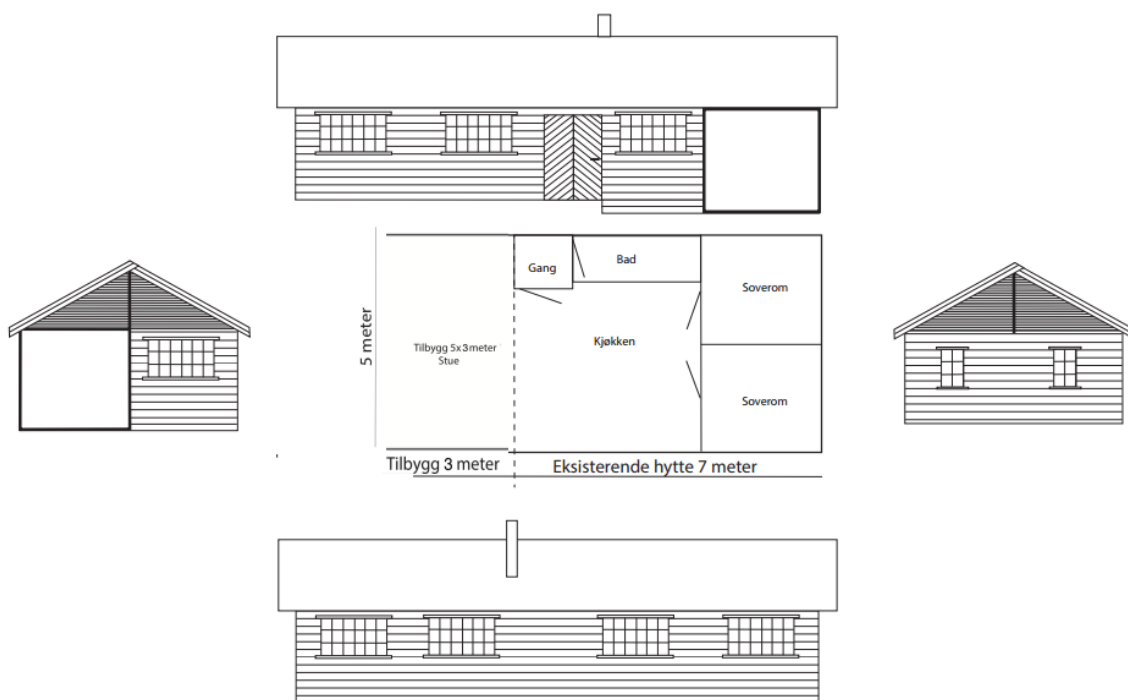 Gang
Bad
Soverom
5 meter
Tilbygg 5x3meter
Stue
Kjøkken
Soverom
Tilbygg 3 meter
Eksisterende hytte 7 meter